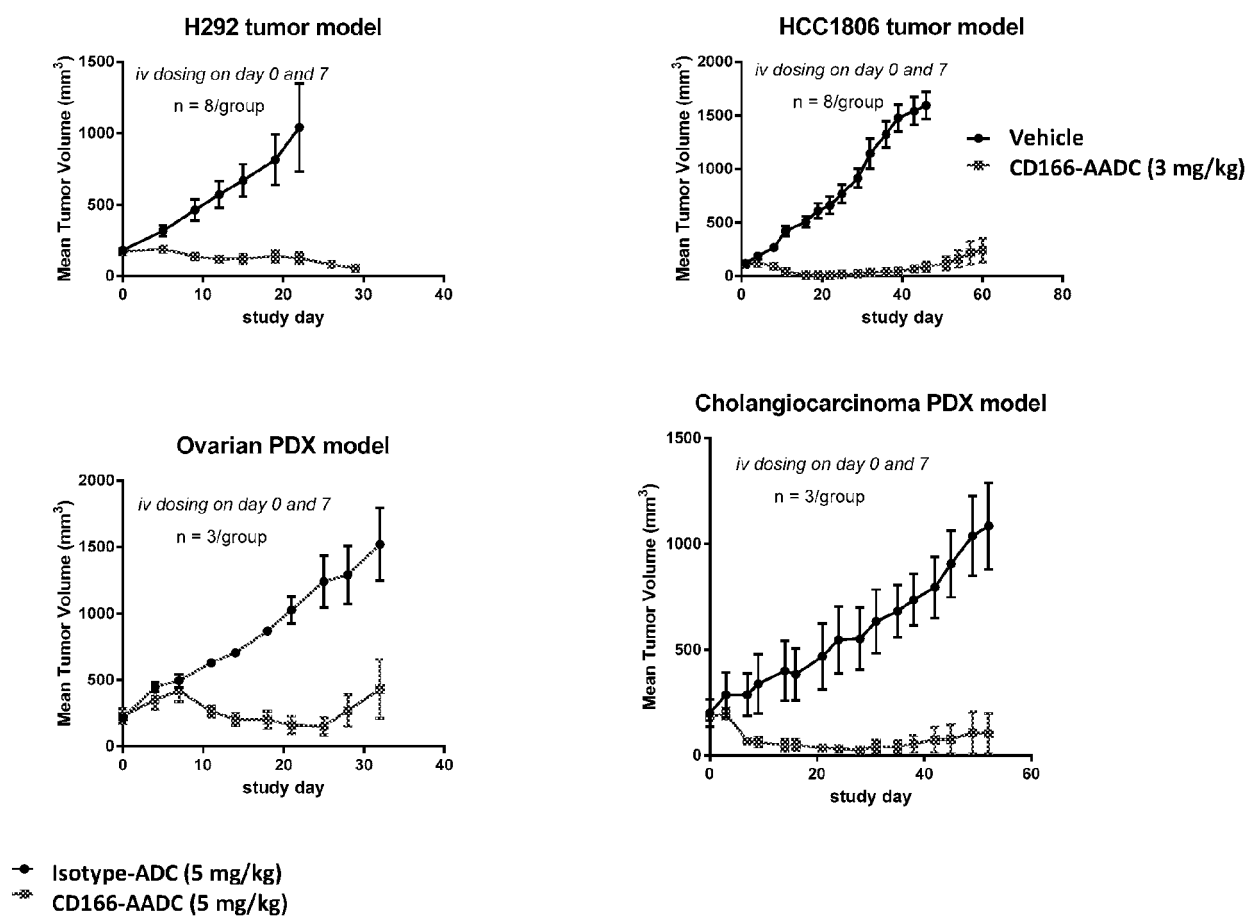 H292 tumor model
Mean Tumor Volume (mm³)
1500
1000
500
0
iv dosing on day 0 and 7
n = 8/group
0 10 20 30 40
study day
HCC1806 tumor model
Mean Tumor Volume (mm³)
2000
1500
1000
500
0
iv dosing on day 0 and 7
n = 8/group
0 20 40 60 80
study day
Vehicle
CD166-AADC (3 mg/kg)
Ovarian PDX model
Mean Tumor Volume (mm³)
2000
1500
1000
500
0
iv dosing on day 0 and 7
n = 3/group
0 10 20 30 40
study day
Cholangiocarcinoma PDX model
Mean Tumor Volume (mm³)
1500
1000
500
0
iv dosing on day 0 and 7
n = 3/group
0 20 40 60
study day
Isotype-ADC (5 mg/kg)
CD166-AADC (5 mg/kg)